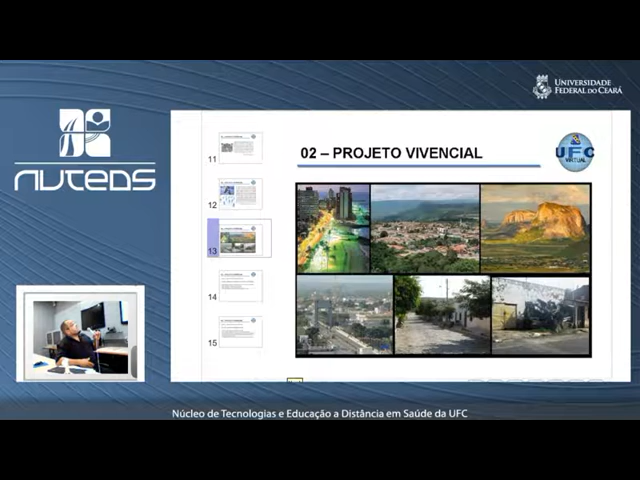 UNIVERSIDADE
FEDERAL DO CEARÁ
NUTEDS
11
12
13
14
15
02 – PROJETO VIVENCIAL
UFC
VIRTUAL
Núcleo de Tecnologias e Educação a Distância em Saúde da UFC